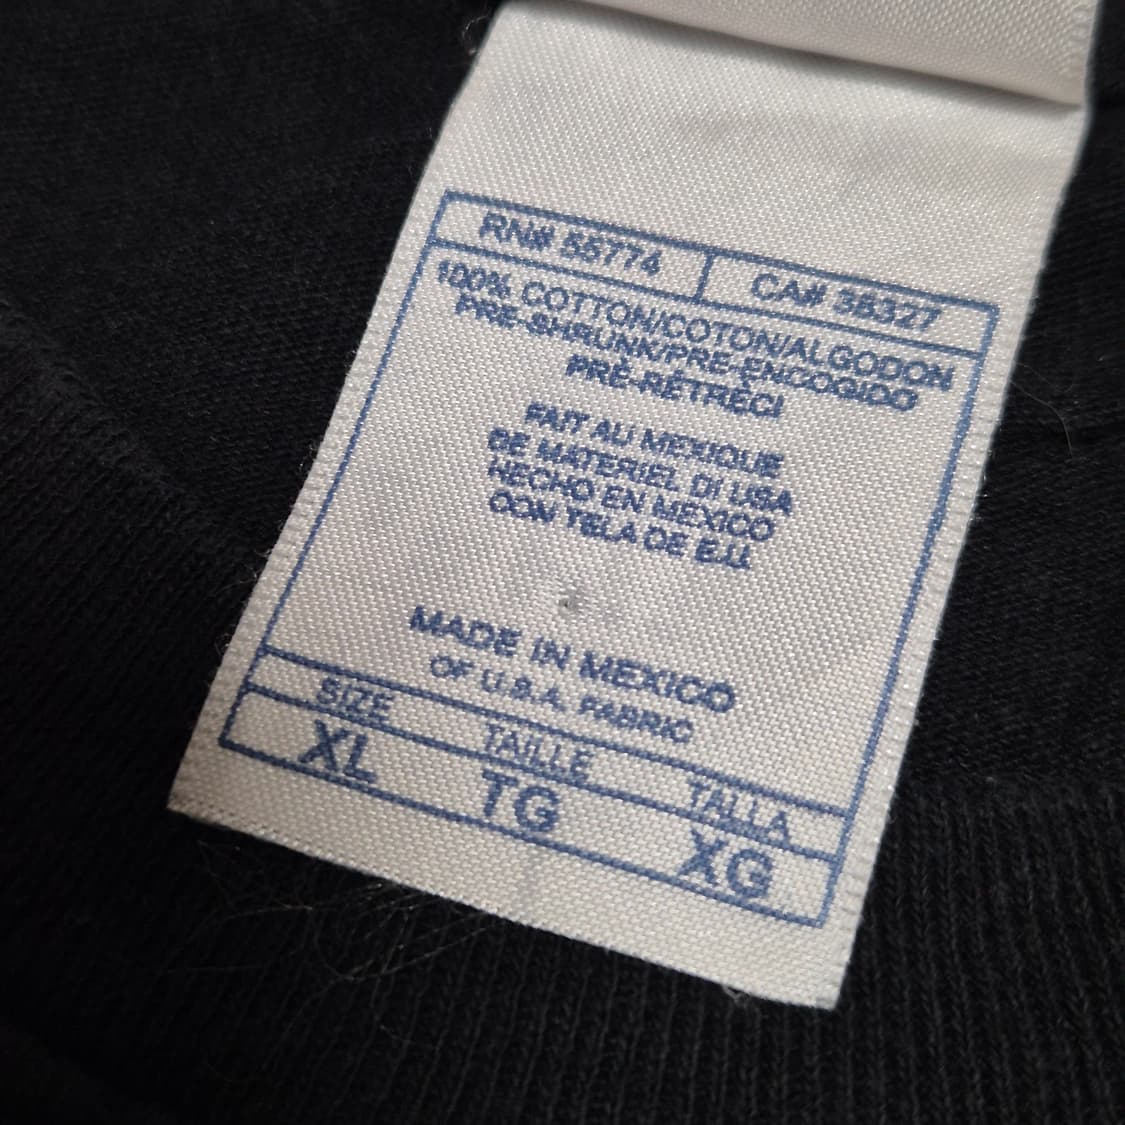 RN# 55774 CA# 38327
100% COTTON/COTON/ALGODON
PRE-SHRUNK/PRE-ENCOGIDO
PRÉ-RÉTRÉCI
FAIT AU MEXIQUE
DE MATERIEL DI USA
HECHO EN MEXICO
CON TELA DE E.U.
MADE IN MEXICO
OF U.S.A. FABRIC
SIZE TAILLE TALLA
XL TG XG